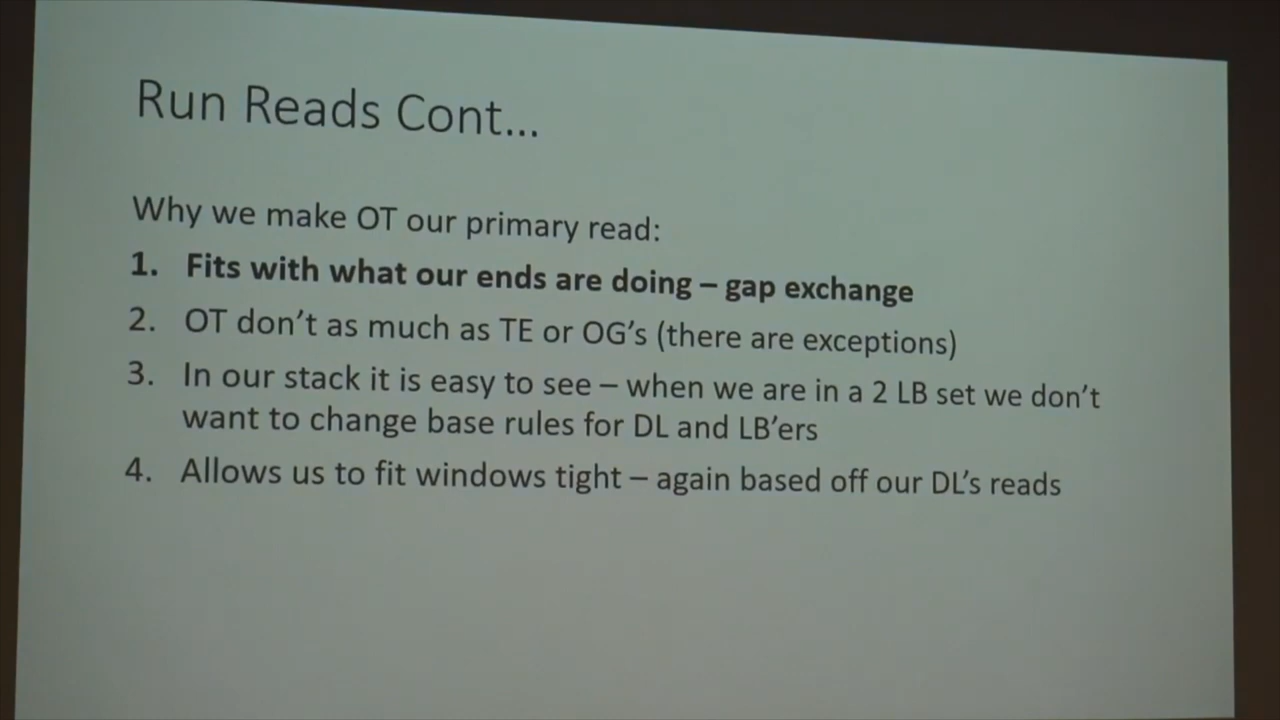 Run Reads Cont...
Why we make OT our primary read:
1. Fits with what our ends are doing – gap exchange
2. OT don't as much as TE or OG's (there are exceptions)
3. In our stack it is easy to see – when we are in a 2 LB set we don't
want to change base rules for DL and LB'ers
4. Allows us to fit windows tight – again based off our DL's reads